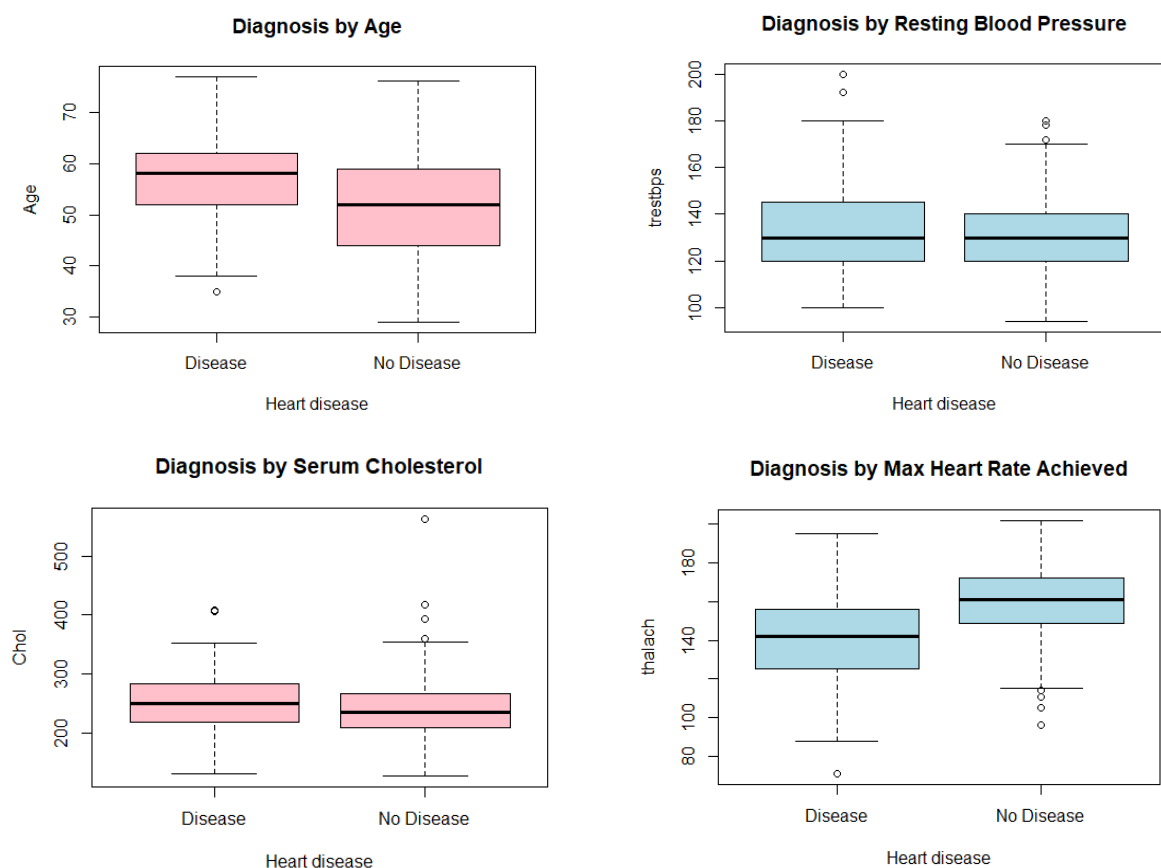 Diagnosis by Age
Age
70
60
50
40
30
Disease
No Disease
Heart disease
Diagnosis by Resting Blood Pressure
trestbps
200
180
160
140
120
100
Disease
No Disease
Heart disease
Diagnosis by Serum Cholesterol
Chol
500
400
300
200
Disease
No Disease
Heart disease
Diagnosis by Max Heart Rate Achieved
thalach
180
140
100
80
Disease
No Disease
Heart disease